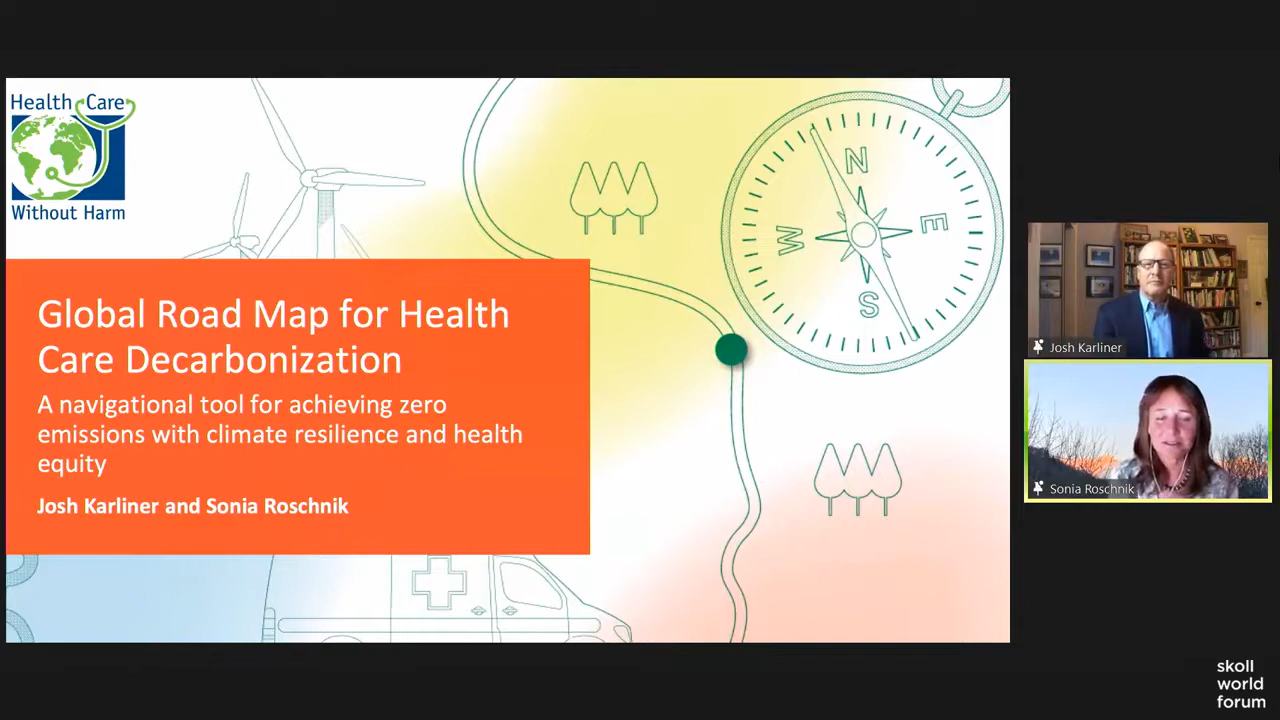 Health Care
Without Harm
N
E
S
W
Global Road Map for Health
Care Decarbonization
A navigational tool for achieving zero
emissions with climate resilience and health
equity
Josh Karliner and Sonia Roschnik
Josh Karliner
Sonia Roschnik
skoll
world
forum